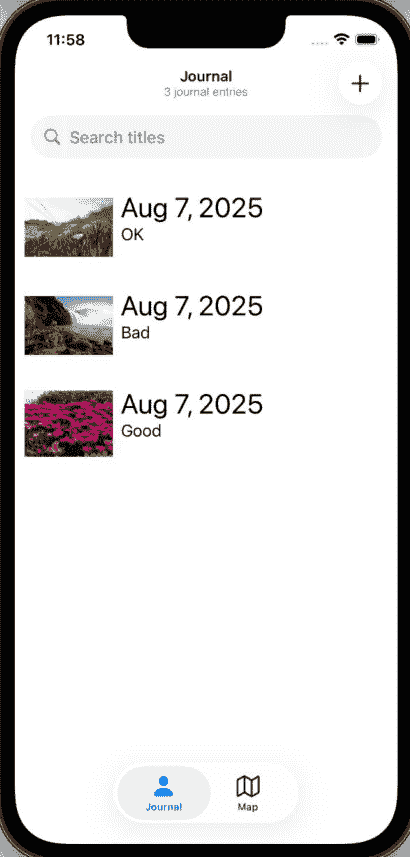 11:58
Journal
3 journal entries
Search titles
Aug 7, 2025
OK
Aug 7, 2025
Bad
Aug 7, 2025
Good
Journal
Map